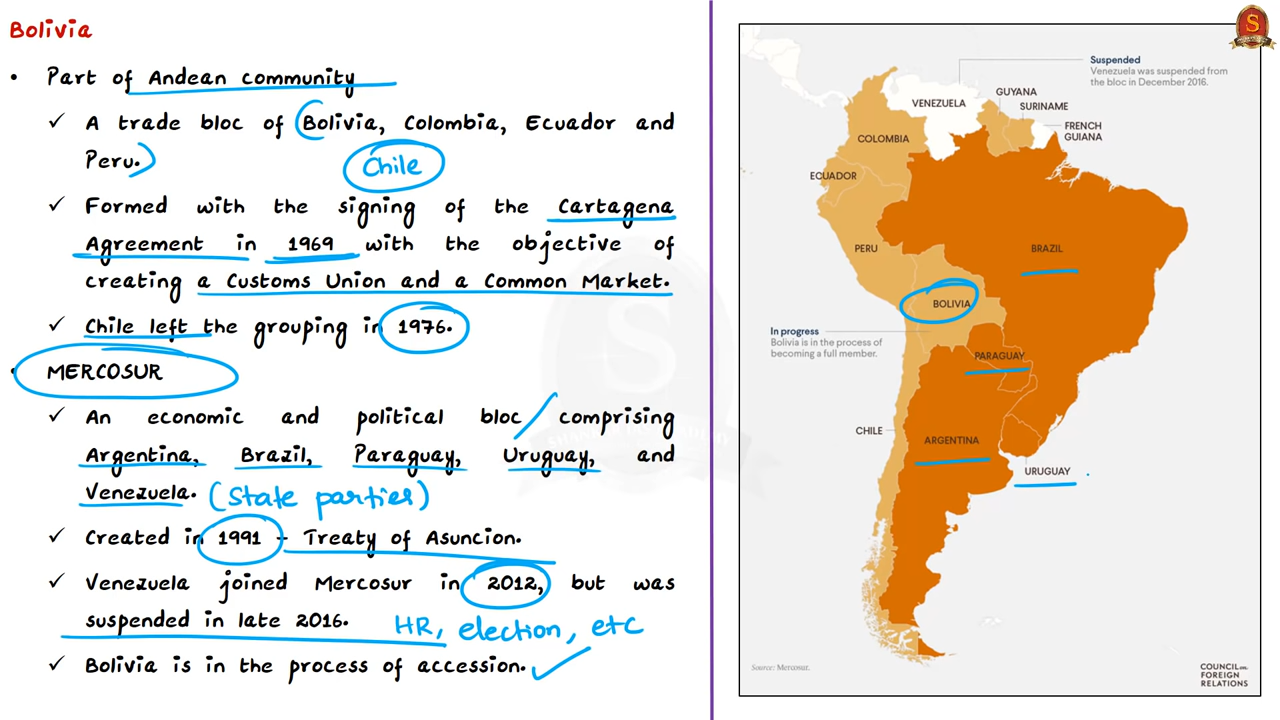 Bolivia
• Part of Andean community
✓ A trade bloc of (Bolivia, Colombia, Ecuador and
Peru.)
Chile
✓ Formed with the signing of the Cartagena
Agreement in 1969 with the objective of
creating a Customs Union and a Common Market.
✓ Chile left the grouping in 1976.
• MERCOSUR
✓ An economic and political bloc comprising
Argentina, Brazil, Paraguay, Uruguay, and
Venezuela. (State parties)
✓ Created in 1991 - Treaty of Asuncion.
✓ Venezuela joined Mercosur in 2012, but was
suspended in late 2016. HR, election, etc
✓ Bolivia is in the process of accession.
Suspended
Venezuela was suspended from
the bloc in December 2016.
VENEZUELA
GUYANA
SURINAME
FRENCH
GUIANA
COLOMBIA
ECUADOR
PERU
BRAZIL
BOLIVIA
In progress
Bolivia is in the process of
becoming a full member.
PARAGUAY
CHILE
ARGENTINA
URUGUAY
Source: Mercosur.
COUNCIL on
FOREIGN
RELATIONS